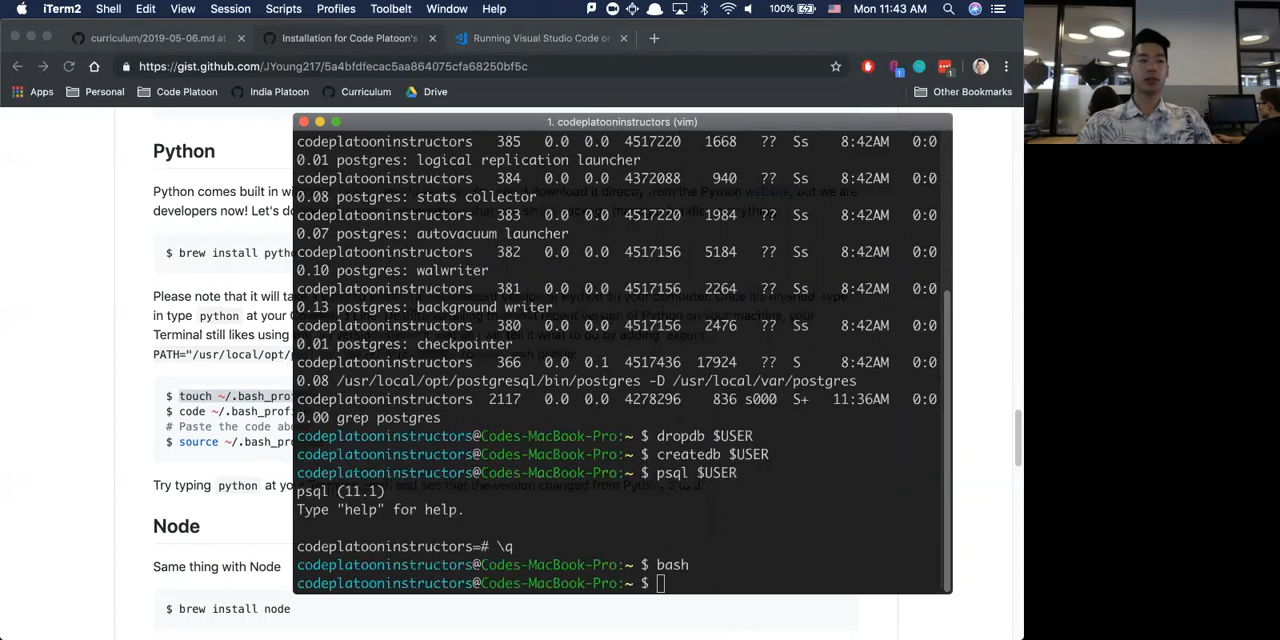 iTerm2 Shell Edit View Session Scripts Profiles Toolbelt Window Help 100% Mon 11:43 AM
curriculum/2019-05-06.md at Installation for Code Platoon's Running Visual Studio Code on
https://gist.github.com/JYoung217/5a4bfdfecac5aa864075cfa68250bf5c
Apps Personal Code Platoon India Platoon Curriculum Drive Other Bookmarks
1. codeplatooninstructors (vim)
codeplatooninstructors 385 0.0 0.0 4517220 1668 ?? Ss 8:42AM 0:0
0.01 postgres: logical replication launcher
codeplatooninstructors 384 0.0 0.0 4372088 940 ?? Ss 8:42AM 0:0
0.08 postgres: stats collector
codeplatooninstructors 383 0.0 0.0 4517220 1984 ?? Ss 8:42AM 0:0
0.07 postgres: autovacuum launcher
codeplatooninstructors 382 0.0 0.0 4517156 5184 ?? Ss 8:42AM 0:0
0.10 postgres: walwriter
codeplatooninstructors 381 0.0 0.0 4517156 2264 ?? Ss 8:42AM 0:0
0.13 postgres: background writer
codeplatooninstructors 380 0.0 0.0 4517156 2476 ?? Ss 8:42AM 0:0
0.01 postgres: checkpointer
codeplatooninstructors 366 0.0 0.1 4517436 17924 ?? S 8:42AM 0:0
0.08 /usr/local/opt/postgresql/bin/postgres -D /usr/local/var/postgres
codeplatooninstructors 2117 0.0 0.0 4278296 836 s000 S+ 11:36AM 0:0
0.00 grep postgres
codeplatooninstructors@Codes-MacBook-Pro:~ $ dropdb $USER
codeplatooninstructors@Codes-MacBook-Pro:~ $ createdb $USER
codeplatooninstructors@Codes-MacBook-Pro:~ $ psql $USER
psql (11.1)
Type "help" for help.
codeplatooninstructors=# \q
codeplatooninstructors@Codes-MacBook-Pro:~ $ bash
codeplatooninstructors@Codes-MacBook-Pro:~ $
Python
Python comes built in download it directly from the Python website, but we are
developers now! Let's
$ brew install
Please note that it will take
in type python at your
Terminal still likes using
PATH="/usr/local/opt/
$ touch ~/.bash_prof
$ code ~/.bash_prof
# Paste the code abo
$ source ~/.bash_pro
Try typing python at
Node
Same thing with Node
$ brew install node